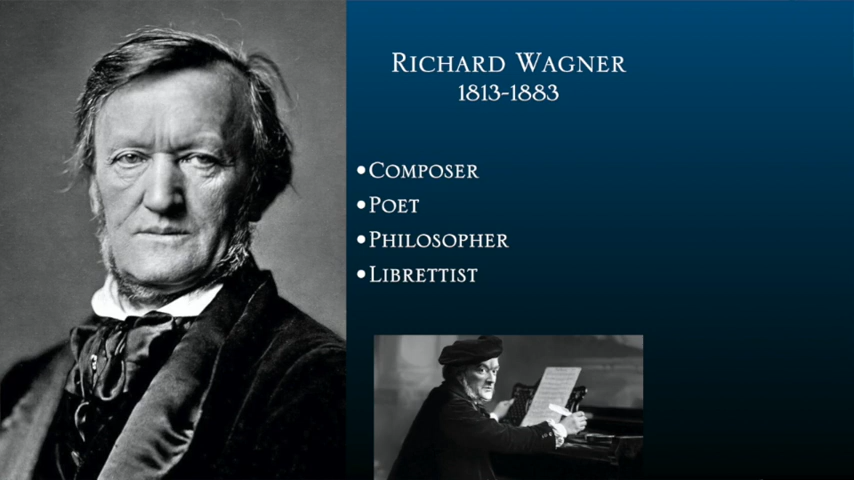 Richard Wagner
1813-1883
•Composer
•Poet
•Philosopher
•Librettist